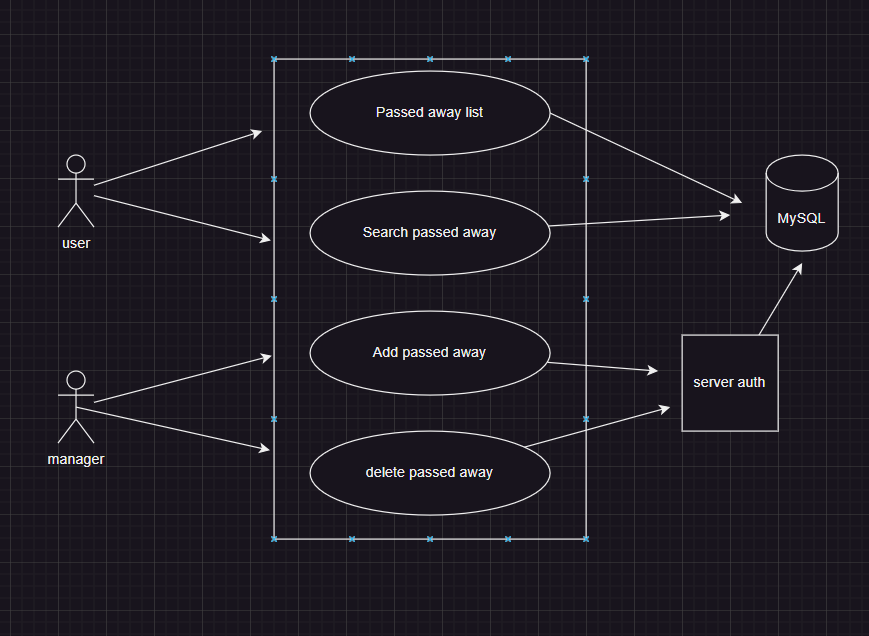 Passed away list
Search passed away
MySQL
user
Add passed away
server auth
manager
delete passed away